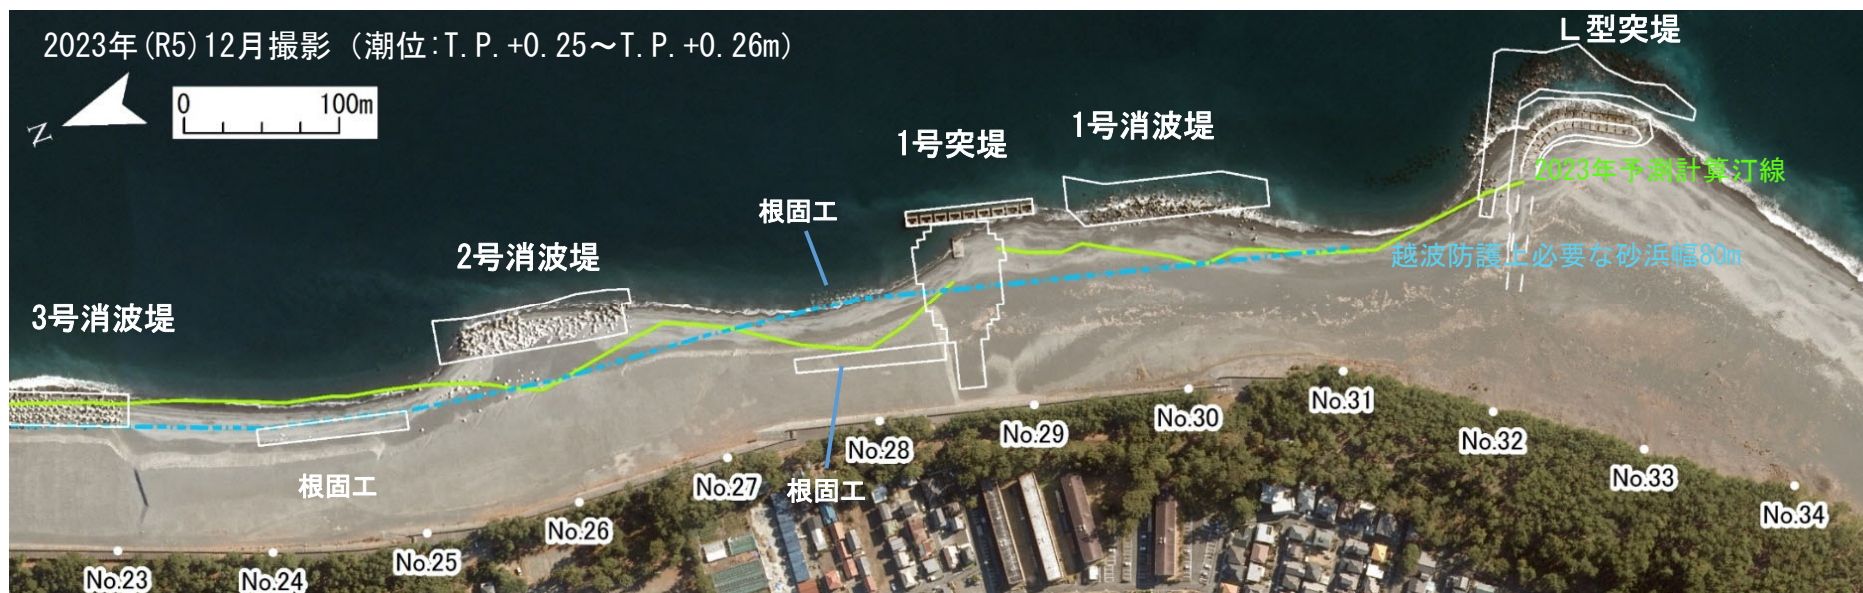 2023年(R5)12月撮影 (潮位:T.P.+0.25～T.P.+0.26m)
N
0 100m
L型突堤
1号消波堤
1号突堤
2023年予測計算汀線
根固工
越波防護上必要な砂浜幅80m
2号消波堤
3号消波堤
根固工
根固工
No.23
No.24
No.25
No.26
No.27
No.28
No.29
No.30
No.31
No.32
No.33
No.34